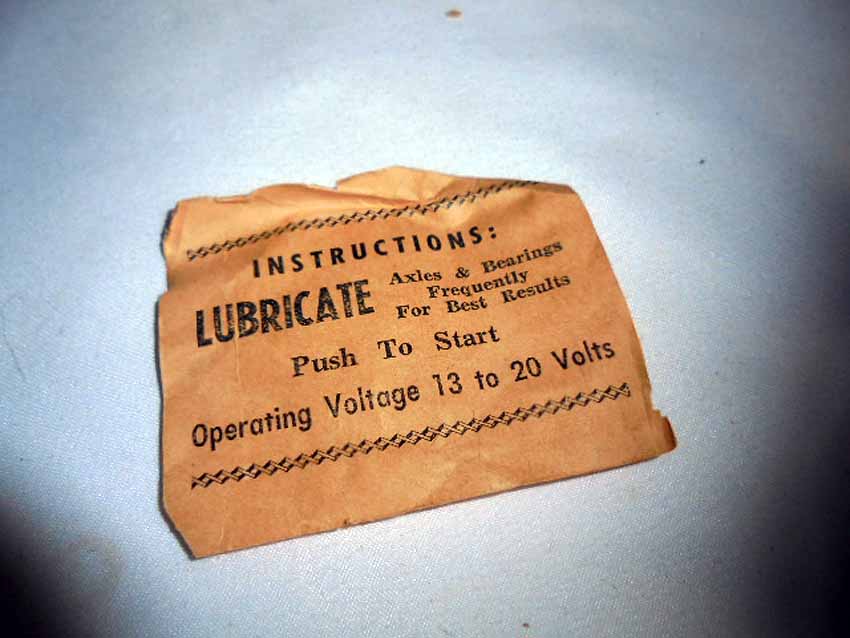 INSTRUCTIONS:
LUBRICATE Axles & Bearings
Frequently
For Best Results
Push To Start
Operating Voltage 13 to 20 Volts